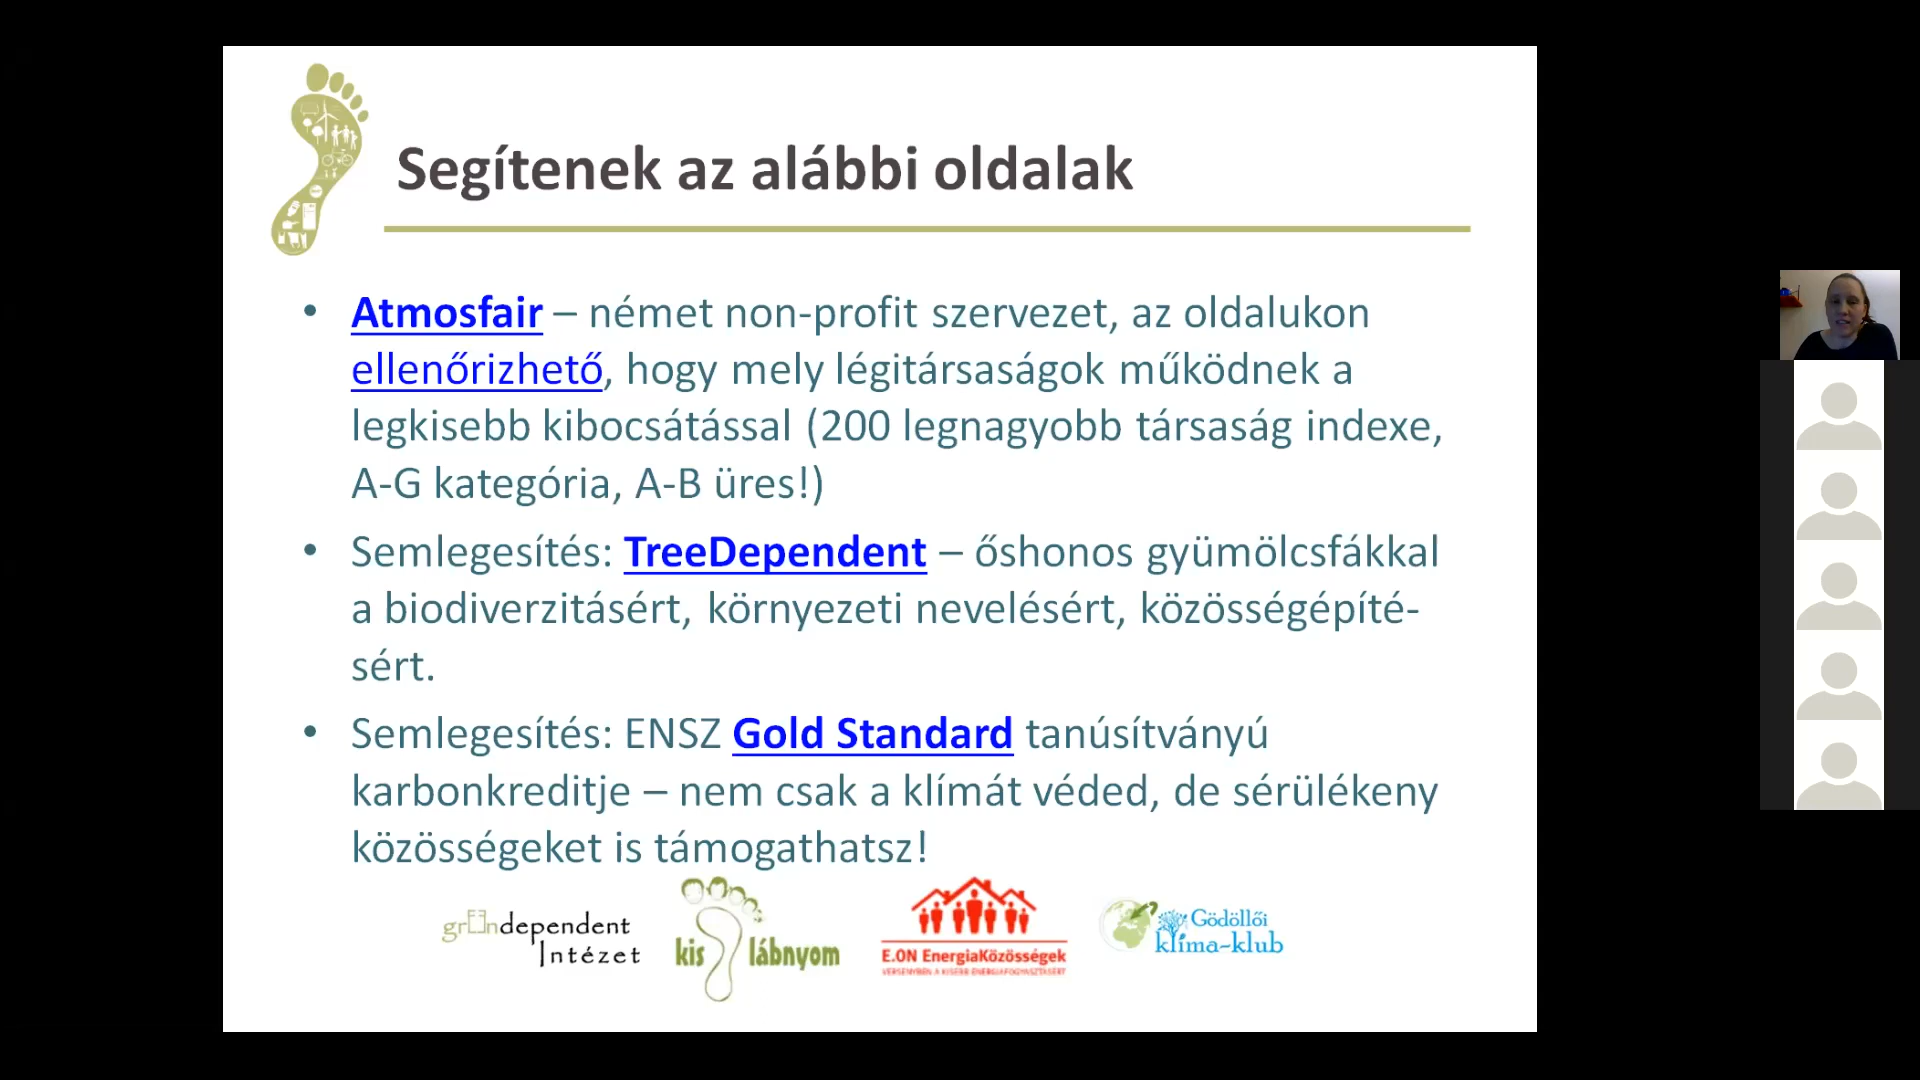 Segítenek az alábbi oldalak
• Atmosfair – német non-profit szervezet, az oldalukon
ellenőrizhető, hogy mely légitársaságok működnek a
legkisebb kibocsátással (200 legnagyobb társaság indexe,
A-G kategória, A-B üres!)
• Semlegesítés: TreeDependent – őshonos gyümölcsfákkal
a biodiverzitásért, környezeti nevelésért, közösségépíté-
sért.
• Semlegesítés: ENSZ Gold Standard tanúsítványú
karbonkreditje – nem csak a klímát véded, de sérülékeny
közösségeket is támogathatsz!
greendependent
Intézet
kis lábnyom
E.ON EnergiaKözösségek
VERSENYBEN A KISEBB ENERGIAFOGYASZTÁSÉRT
Gödöllői
klíma-klub